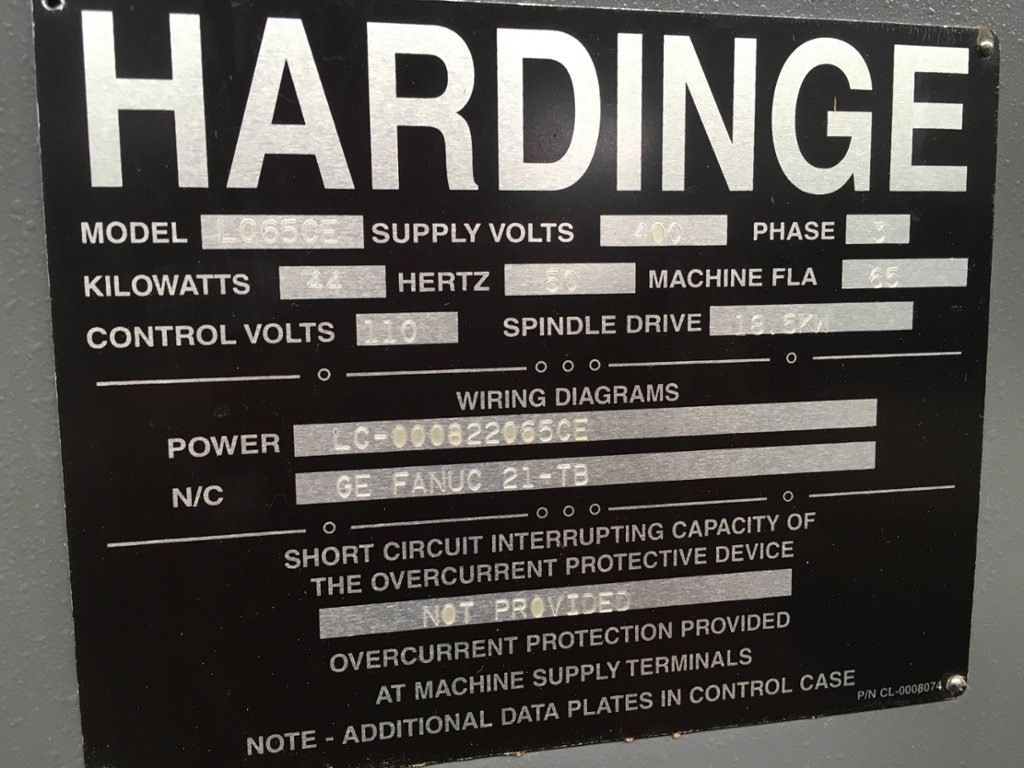 HARDINGE
MODEL LC65CE SUPPLY VOLTS 400 PHASE 3
KILOWATTS 44 HERTZ 50 MACHINE FLA 65
CONTROL VOLTS 110 SPINDLE DRIVE 18.5KW
WIRING DIAGRAMS
POWER LC-000822065CE
N/C GE FANUC 21-TB
SHORT CIRCUIT INTERRUPTING CAPACITY OF
THE OVERCURRENT PROTECTIVE DEVICE
NOT PROVIDED
OVERCURRENT PROTECTION PROVIDED
AT MACHINE SUPPLY TERMINALS
NOTE - ADDITIONAL DATA PLATES IN CONTROL CASE
P/N CL-0008074